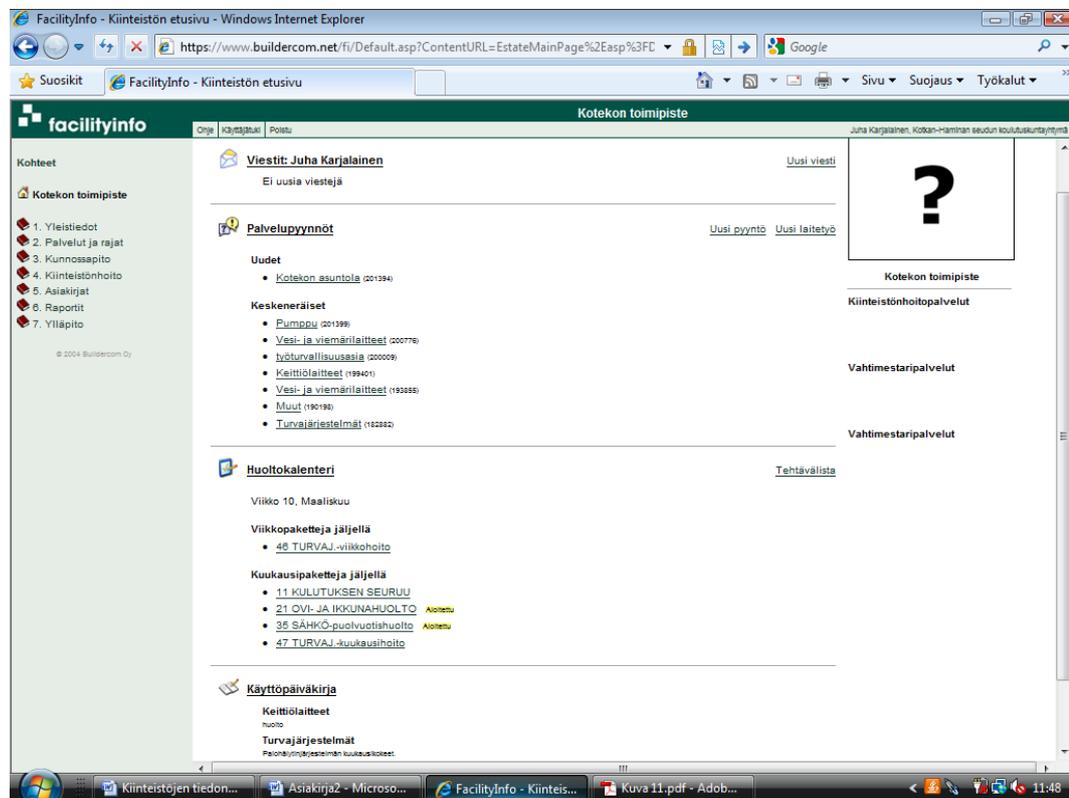 FacilityInfo - Kiinteistön etusivu - Windows Internet Explorer
https://www.buildercom.net/fi/Default.asp?ContentURL=EstateMainPage%2Easp%3FD
Google
Suosikit
FacilityInfo - Kiinteistön etusivu
Sivu
Suojaus
Työkalut
facilityinfo
Kotekon toimipiste
Ohje
Käyttäjätuki
Poistu
Juha Karjalainen, Kotkan-Haminan seudun koulutuskuntayhtymä
Kohteet
Kotekon toimipiste
1. Yleistiedot
2. Palvelut ja rajat
3. Kunnossapito
4. Kiinteistönhoito
5. Asiakirjat
6. Raportit
7. Ylläpito
© 2004 Buildercom Oy
Viestit: Juha Karjalainen
Uusi viesti
Ei uusia viestejä
Palvelupyynnöt
Uusi pyyntö
Uusi laitetyö
Uudet
Kotekon asuntola (201394)
Keskeneräiset
Pumppu (201399)
Vesi- ja viemärilaitteet (200776)
työturvallisuusasia (200009)
Keittiölaitteet (199401)
Vesi- ja viemärilaitteet (193855)
Muut (190198)
Turvajärjestelmät (182882)
Huoltokalenteri
Tehtävälista
Viikko 10, Maaliskuu
Viikkopaketteja jäljellä
46 TURVAJ.-viikkohoito
Kuukausipaketteja jäljellä
11 KULUTUKSEN SEURUU
21 OVI- JA IKKUNAHUOLTO Aloitettu
35 SÄHKÖ-puolvuotishuolto Aloitettu
47 TURVAJ.-kuukausihoito
Käyttöpäiväkirja
Keittiölaitteet
huolto
Turvajärjestelmät
Palohälytinjärjestelmän kuukausikokeet.
?
Kotekon toimipiste
Kiinteistönhoitopalvelut
Vahtimestaripalvelut
Vahtimestaripalvelut
Kiinteistöjen tiedon...
Asiakirja2 - Microso...
FacilityInfo - Kiinteis...
Kuva 11.pdf - Adob...
11:48